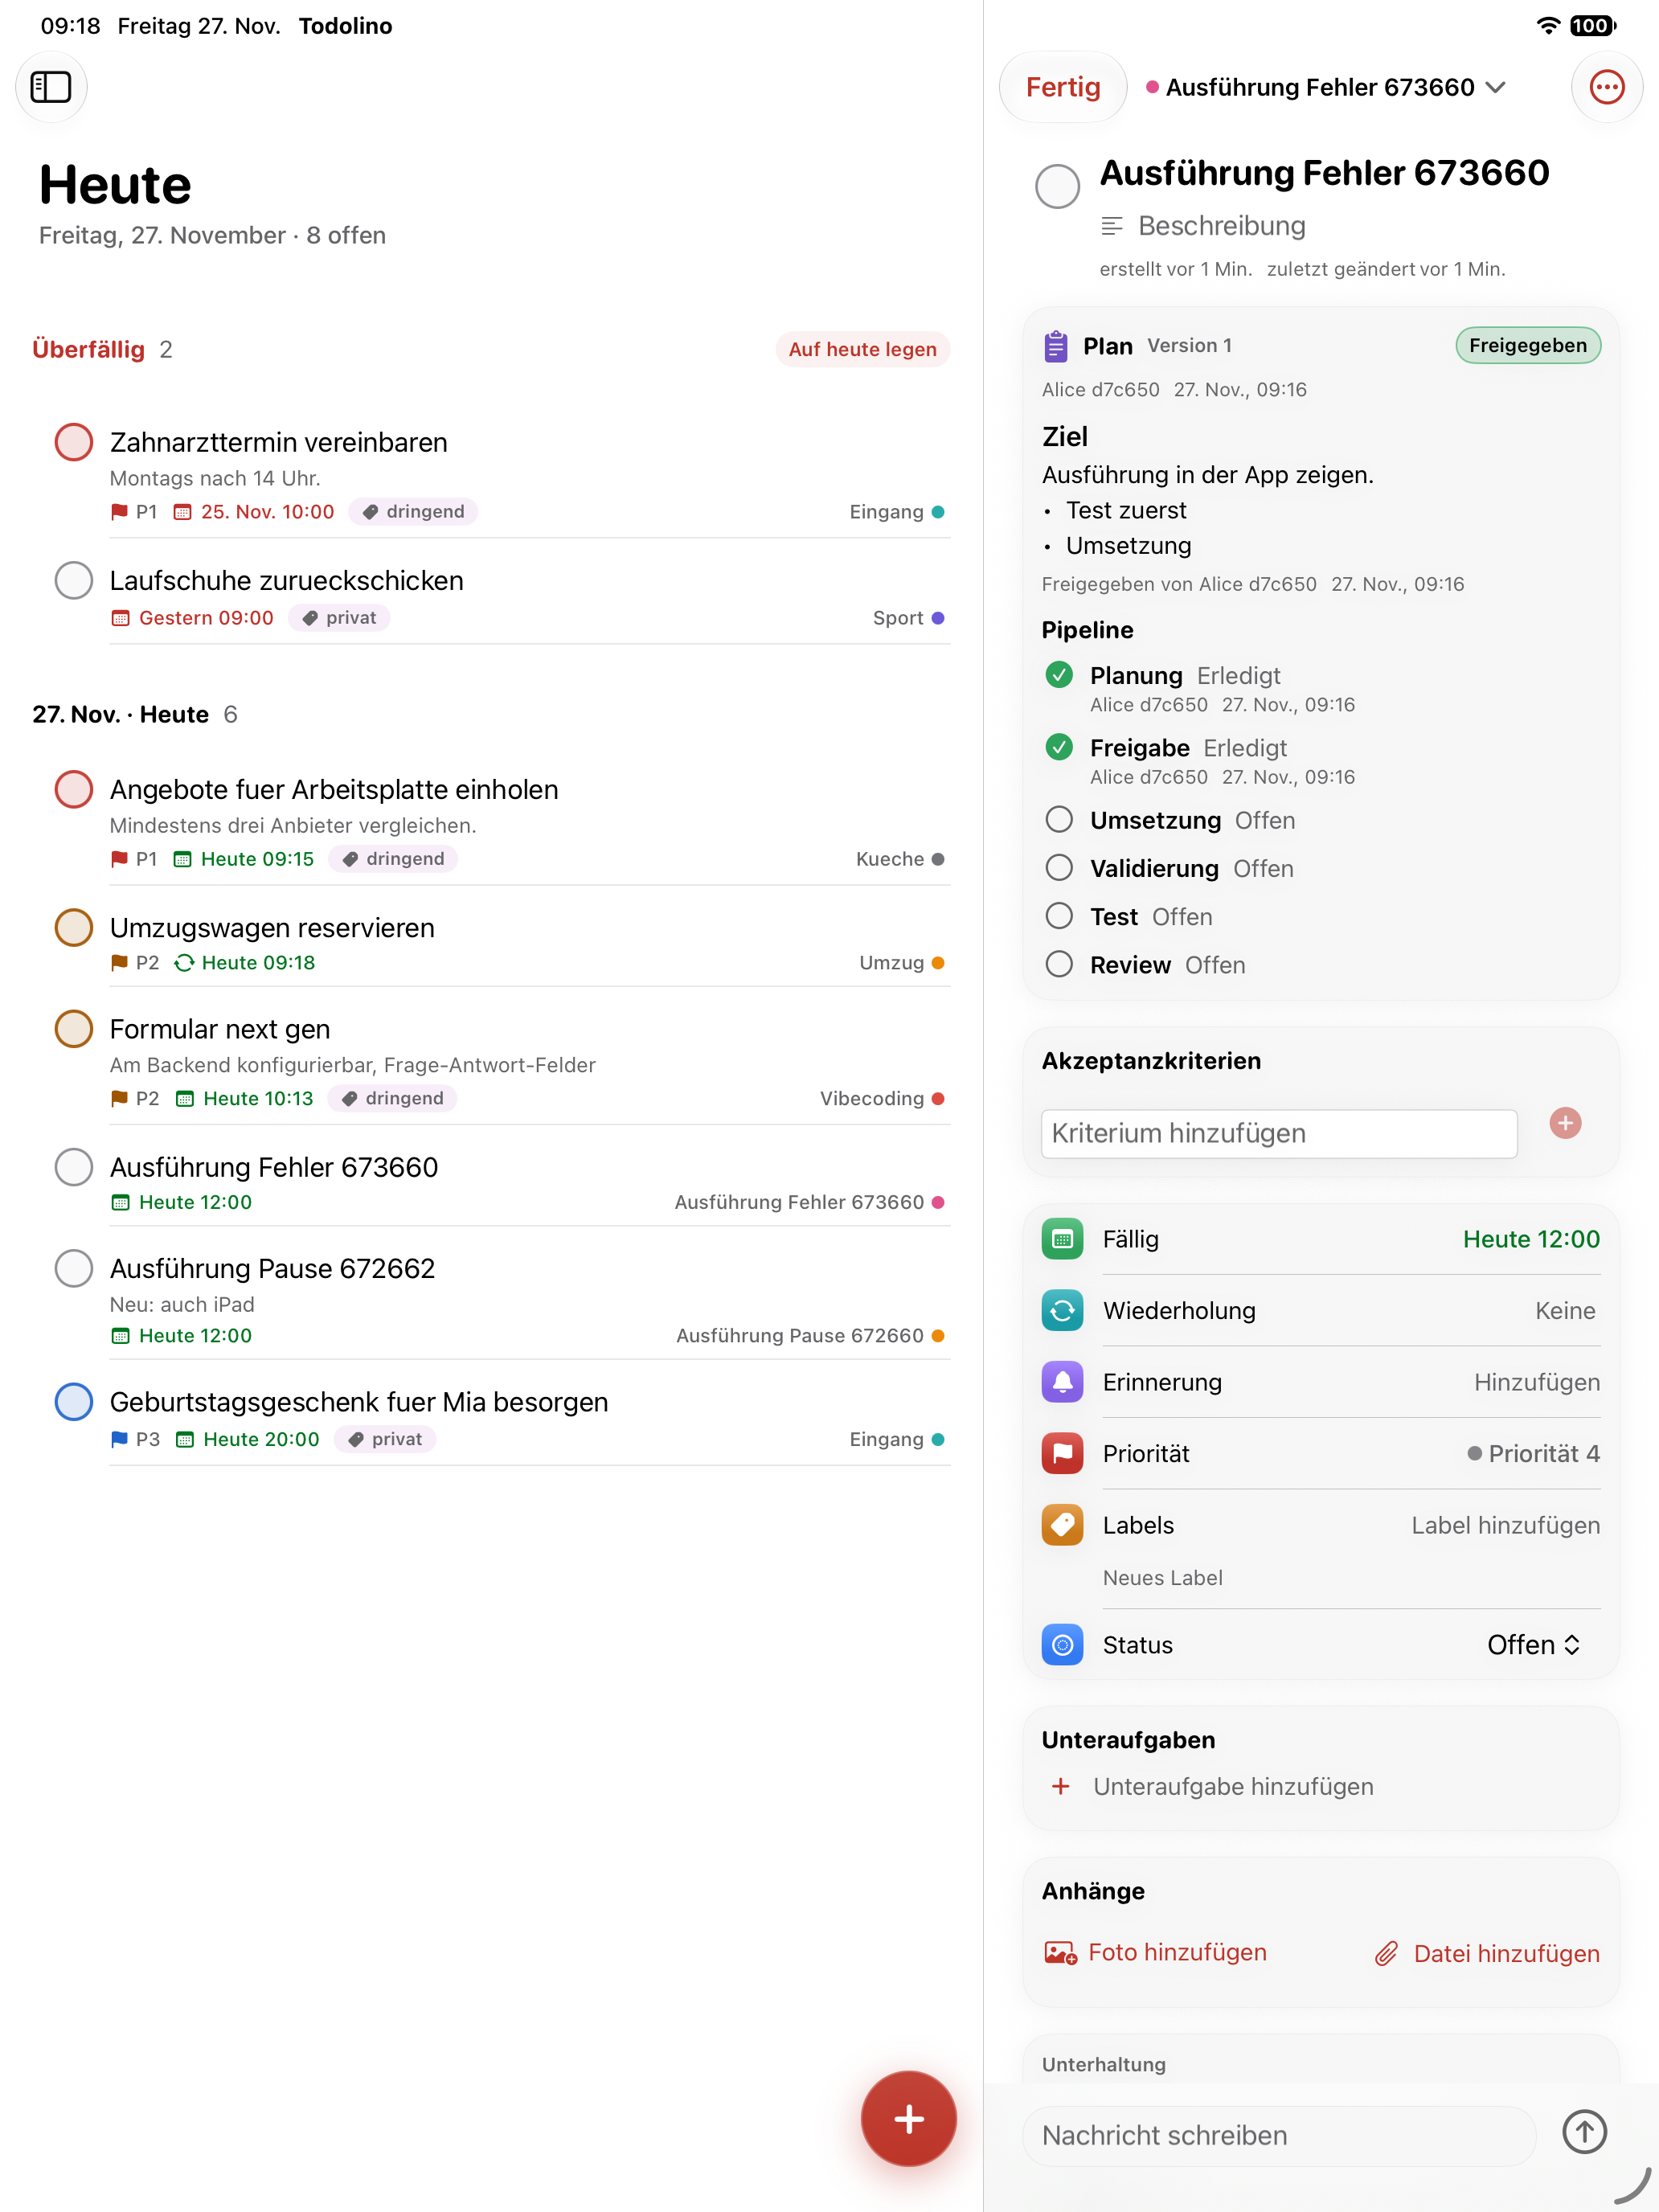 09:18 Freitag 27. Nov. Todolino
100
Heute
Freitag, 27. November · 8 offen
Überfällig 2
Auf heute legen
Zahnarzttermin vereinbaren
Montags nach 14 Uhr.
P1 25. Nov. 10:00 dringend Eingang
Laufschuhe zurueckschicken
Gestern 09:00 privat Sport
27. Nov. · Heute 6
Angebote fuer Arbeitsplatte einholen
Mindestens drei Anbieter vergleichen.
P1 Heute 09:15 dringend Kueche
Umzugswagen reservieren
P2 Heute 09:18 Umzug
Formular next gen
Am Backend konfigurierbar, Frage-Antwort-Felder
P2 Heute 10:13 dringend Vibecoding
Ausführung Fehler 673660
Heute 12:00 Ausführung Fehler 673660
Ausführung Pause 672662
Neu: auch iPad
Heute 12:00 Ausführung Pause 672660
Geburtstagsgeschenk fuer Mia besorgen
P3 Heute 20:00 privat Eingang
Fertig
Ausführung Fehler 673660
Ausführung Fehler 673660
Beschreibung
erstellt vor 1 Min. zuletzt geändert vor 1 Min.
Plan Version 1 Freigegeben
Alice d7c650 27. Nov., 09:16
Ziel
Ausführung in der App zeigen.
• Test zuerst
• Umsetzung
Freigegeben von Alice d7c650 27. Nov., 09:16
Pipeline
Planung Erledigt
Alice d7c650 27. Nov., 09:16
Freigabe Erledigt
Alice d7c650 27. Nov., 09:16
Umsetzung Offen
Validierung Offen
Test Offen
Review Offen
Akzeptanzkriterien
Kriterium hinzufügen
Fällig Heute 12:00
Wiederholung Keine
Erinnerung Hinzufügen
Priorität Priorität 4
Labels Label hinzufügen
Neues Label
Status Offen
Unteraufgaben
Unteraufgabe hinzufügen
Anhänge
Foto hinzufügen Datei hinzufügen
Unterhaltung
Nachricht schreiben